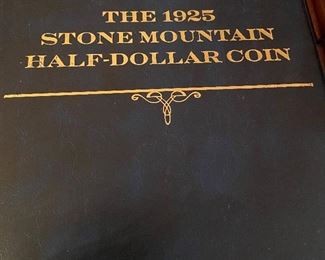 THE 1925
STONE MOUNTAIN
HALF-DOLLAR COIN